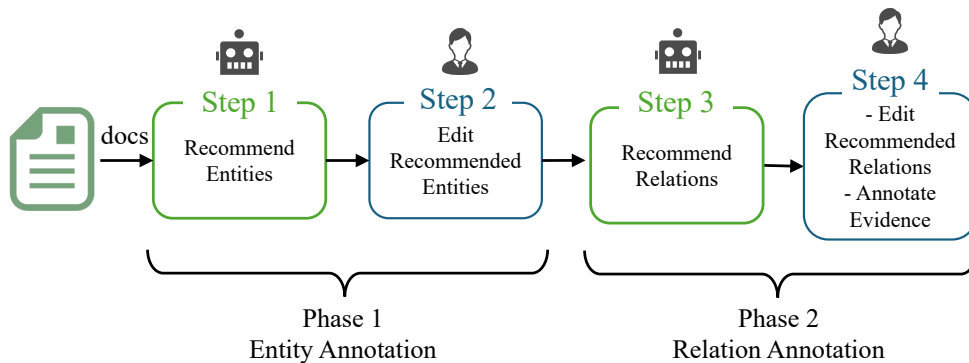 docs
Step 1
Recommend
Entities
Step 2
Edit
Recommended
Entities
Step 3
Recommend
Relations
Step 4
- Edit
Recommended
Relations
- Annotate
Evidence
Phase 1
Entity Annotation
Phase 2
Relation Annotation